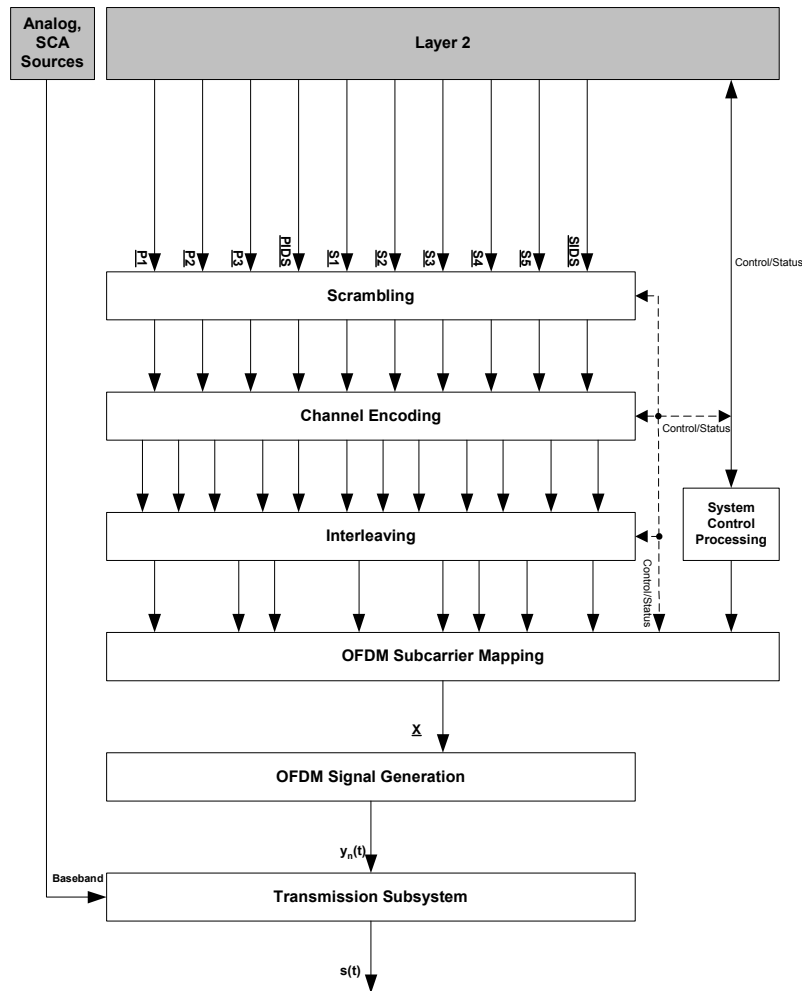 Analog,
SCA
Sources
Layer 2
P1
P2
P3
PIDS
S1
S2
S3
S4
S5
SIDS
Control/Status
Scrambling
Channel Encoding
Control/Status
Interleaving
System
Control
Processing
Control/Status
OFDM Subcarrier Mapping
X
OFDM Signal Generation
yn(t)
Baseband
Transmission Subsystem
s(t)